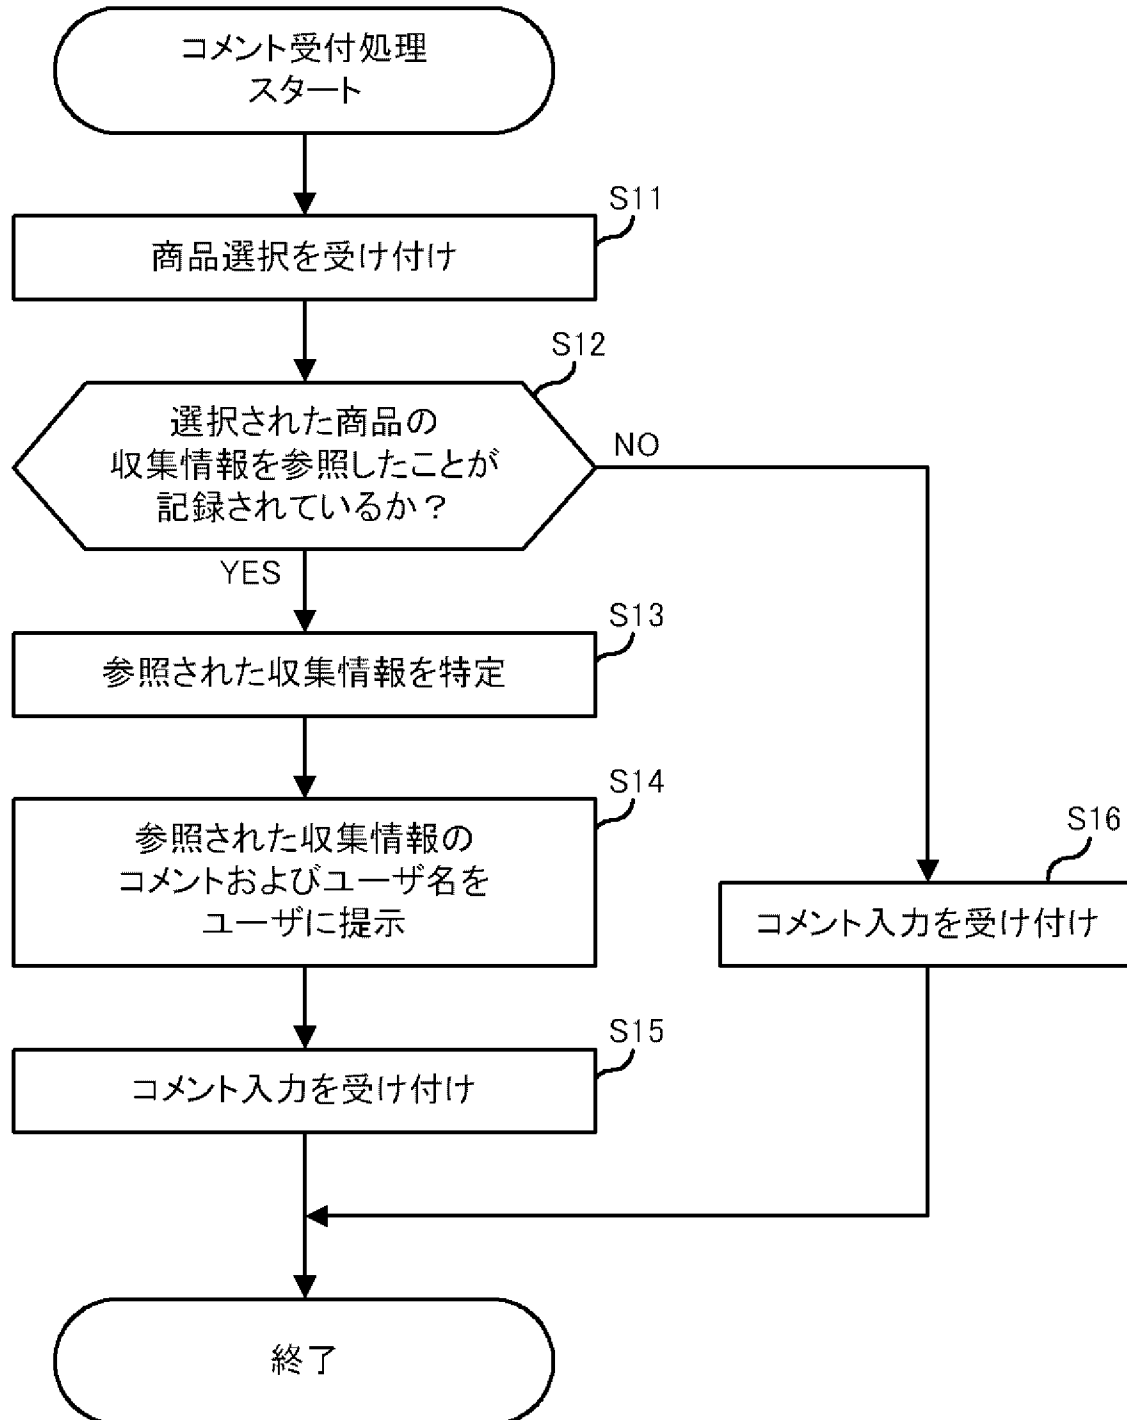 コメント受付処理
スタート
S11
商品選択を受け付け
S12
選択された商品の
収集情報を参照したことが
記録されているか？
NO
YES
S13
参照された収集情報を特定
S14
参照された収集情報の
コメントおよびユーザ名を
ユーザに提示
S16
コメント入力を受け付け
S15
コメント入力を受け付け
終了